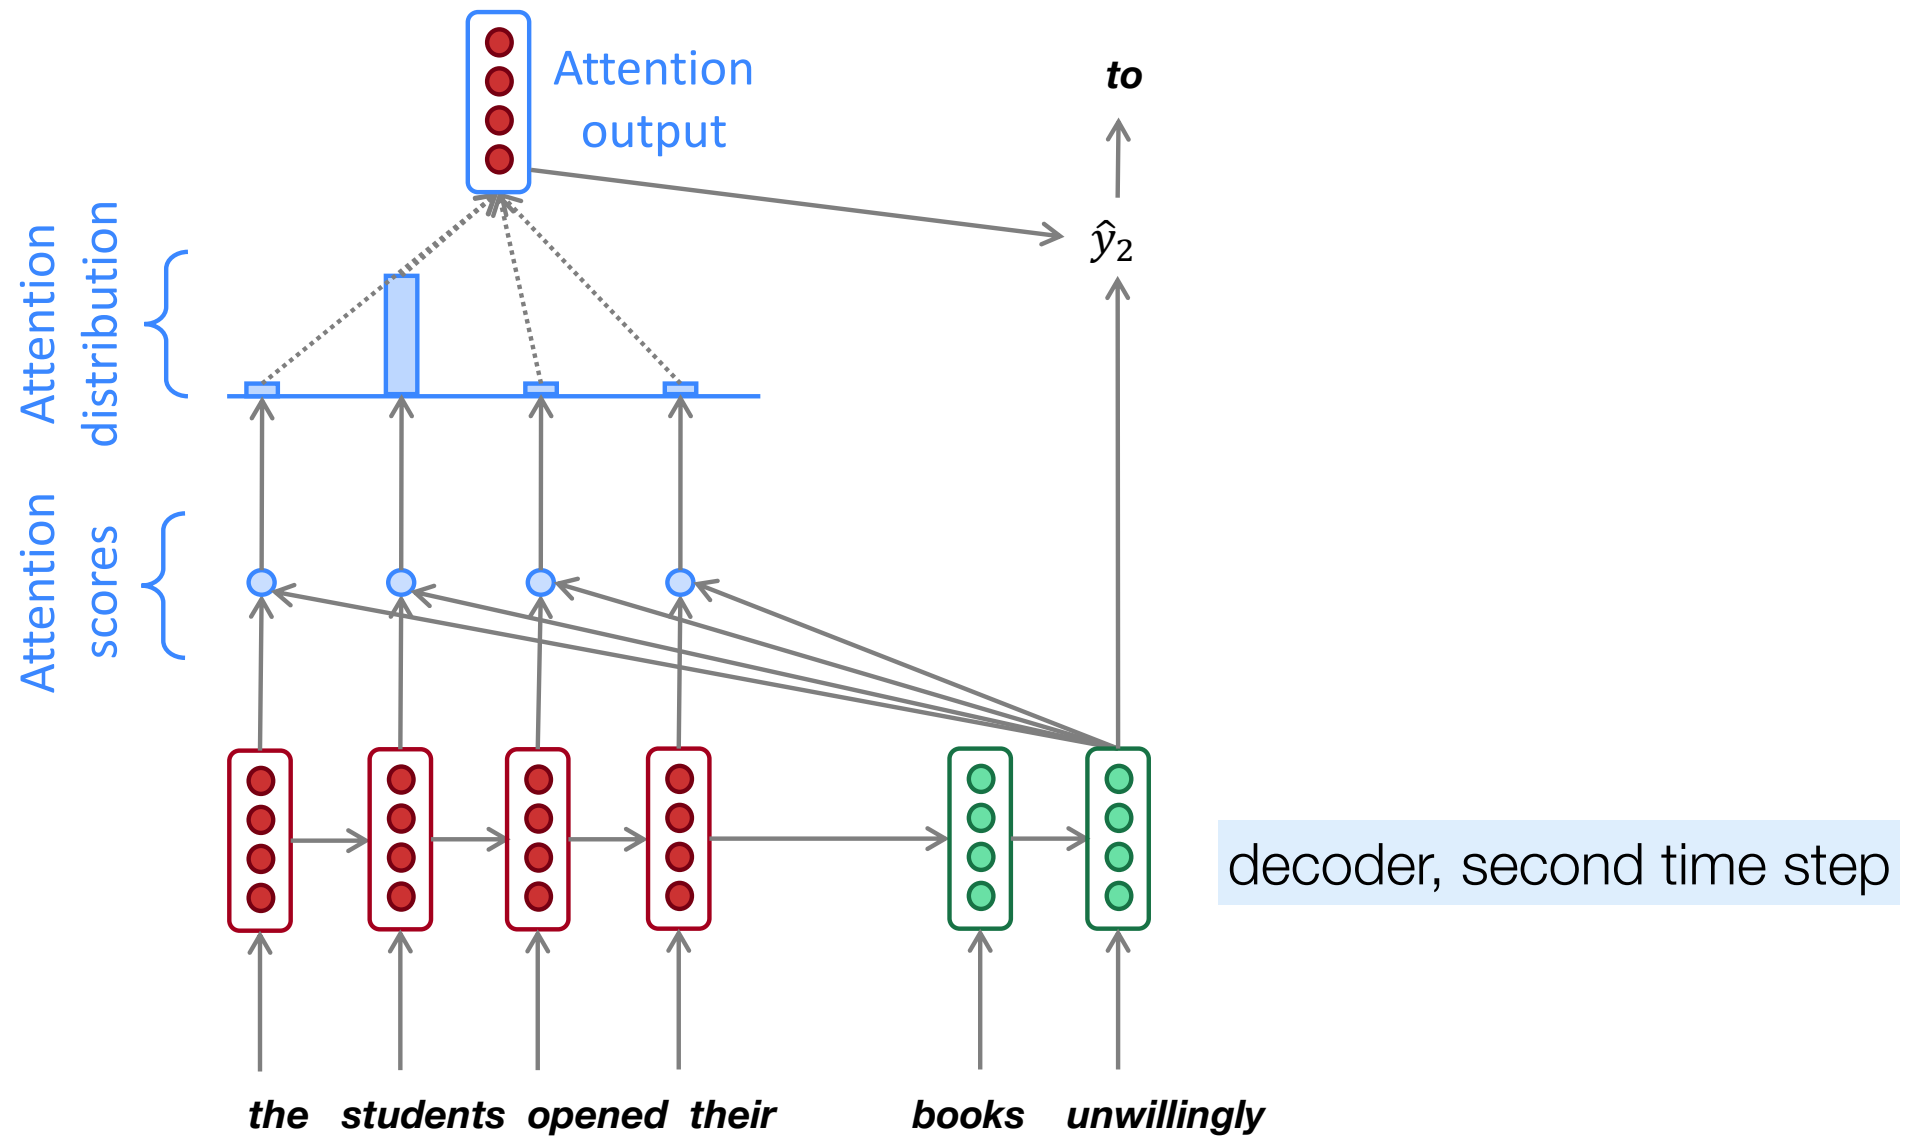 Attention
output
to
ŷ₂
Attention
distribution
Attention
scores
decoder, second time step
the students opened their books unwillingly